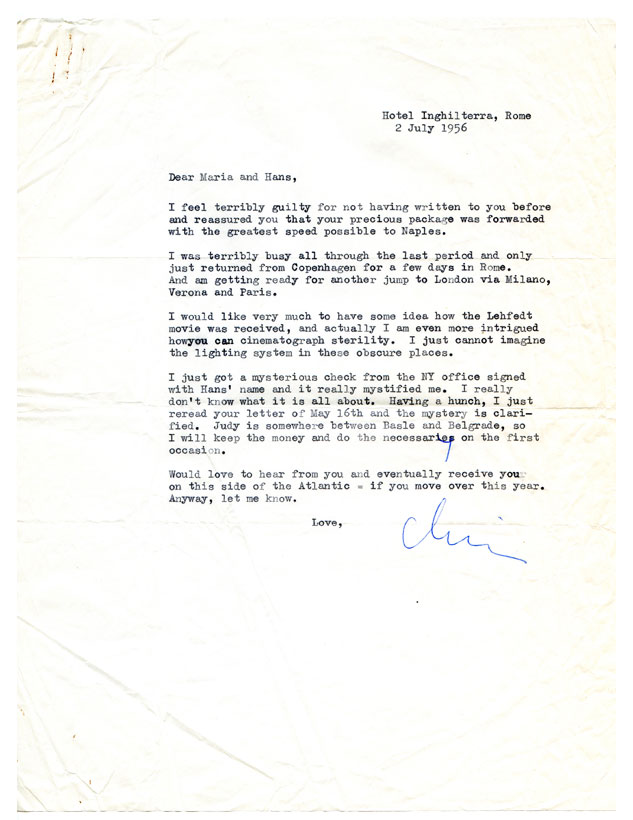 Hotel Inghilterra, Rome
2 July 1956
Dear Maria and Hans,
I feel terribly guilty for not having written to you before
and reassured you that your precious package was forwarded
with the greatest speed possible to Naples.
I was terribly busy all through the last period and only
just returned from Copenhagen for a few days in Rome.
And am getting ready for another jump to London via Milano,
Verona and Paris.
I would like very much to have some idea how the Lehfedt
movie was received, and actually I am even more intrigued
howyou can cinematograph sterility. I just cannot imagine
the lighting system in these obscure places.
I just got a mysterious check from the NY office signed
with Hans' name and it really mystified me. I really
don't know what it is all about. Having a hunch, I just
reread your letter of May 16th and the mystery is clari-
fied. Judy is somewhere between Basle and Belgrade, so
I will keep the money and do the necessaries on the first
occasion.
Would love to hear from you and eventually receive you
on this side of the Atlantic = if you move over this year.
Anyway, let me know.
Love,